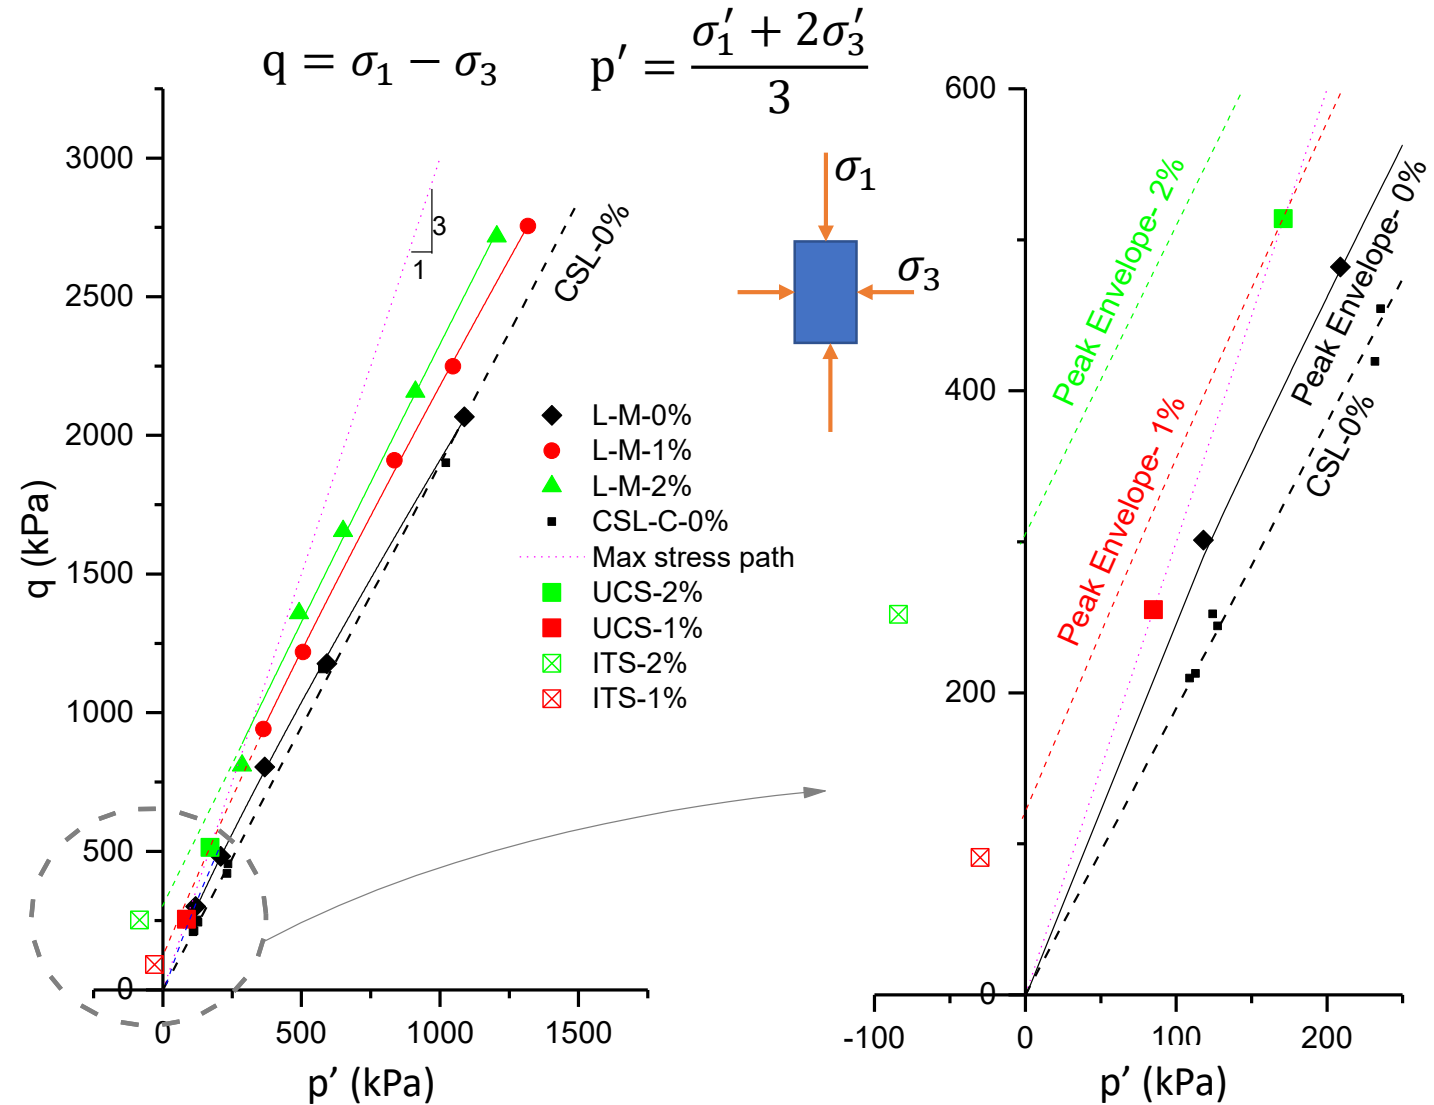 q = σ₁ − σ₃
p′ = (σ₁′ + 2σ₃′) / 3
3000
2500
2000
1500
1000
500
0
q (kPa)
0
500
1000
1500
p’ (kPa)
3
1
CSL-0%
σ₁
σ₃
L-M-0%
L-M-1%
L-M-2%
CSL-C-0%
Max stress path
UCS-2%
UCS-1%
ITS-2%
ITS-1%
600
400
200
0
Peak Envelope- 2%
Peak Envelope- 1%
Peak Envelope- 0%
CSL-0%
-100
0
100
200
p’ (kPa)